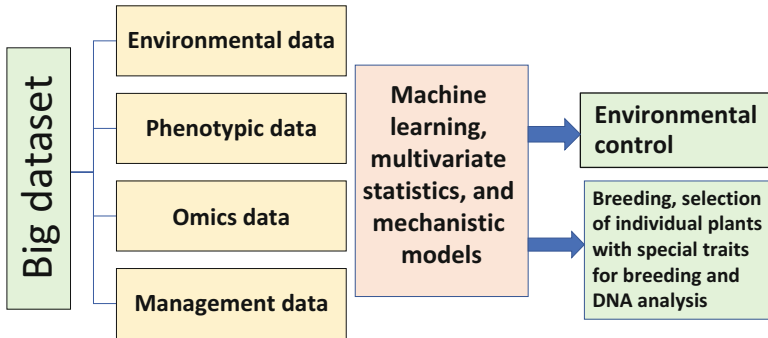 Big dataset
Environmental data
Phenotypic data
Omics data
Management data
Machine
learning,
multivariate
statistics, and
mechanistic
models
Environmental
control
Breeding, selection
of individual plants
with special traits
for breeding and
DNA analysis